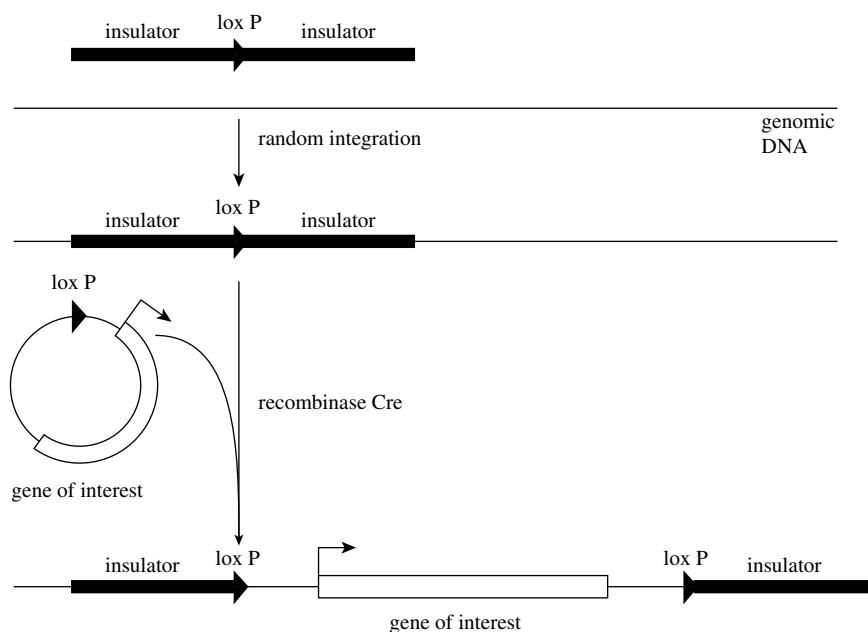 lox P
insulator insulator
genomic
DNA
random integration
lox P
insulator insulator
lox P
recombinase Cre
gene of interest
insulator lox P lox P insulator
gene of interest